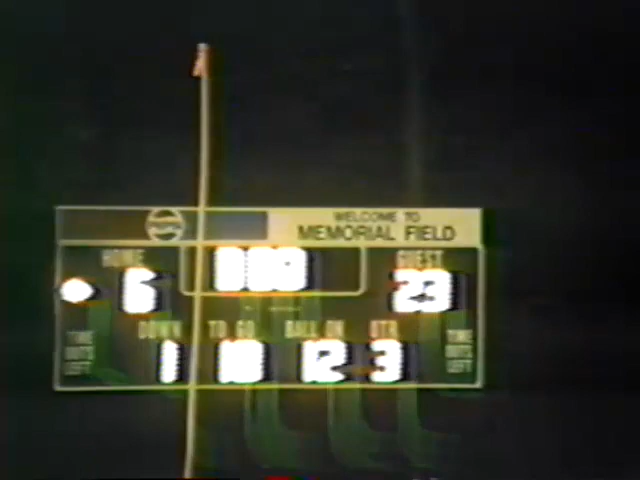 WELCOME TO
MEMORIAL FIELD
HOME
GUEST
6
23
DOWN TO GO BALL ON QTR
TIME OUTS LEFT
1 10 12 3
TIME OUTS LEFT